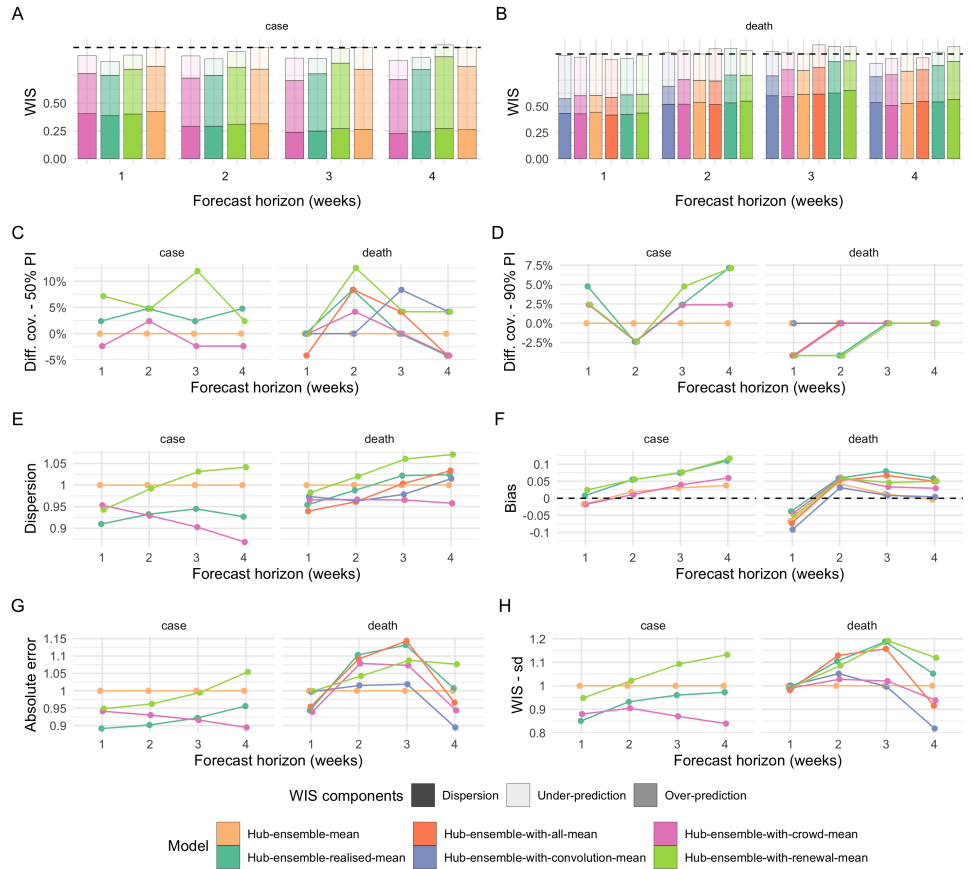 A
case
WIS
0.50
0.25
0.00
1
2
3
4
Forecast horizon (weeks)
B
death
WIS
0.50
0.25
0.00
1
2
3
4
Forecast horizon (weeks)
C
case
death
Diff. cov. - 50% PI
10%
5%
0%
-5%
1 2 3 4
1 2 3 4
Forecast horizon (weeks)
D
case
death
Diff. cov. - 90% PI
7.5%
5.0%
2.5%
0.0%
-2.5%
1 2 3 4
1 2 3 4
Forecast horizon (weeks)
E
case
death
Dispersion
1.05
1
0.95
0.9
1 2 3 4
1 2 3 4
Forecast horizon (weeks)
F
case
death
Bias
0.1
0.05
0
-0.05
-0.1
1 2 3 4
1 2 3 4
Forecast horizon (weeks)
G
case
death
Absolute error
1.15
1.1
1.05
1
0.95
0.9
1 2 3 4
1 2 3 4
Forecast horizon (weeks)
H
case
death
WIS - sd
1.2
1.1
1
0.9
0.8
1 2 3 4
1 2 3 4
Forecast horizon (weeks)
WIS components
Dispersion
Under-prediction
Over-prediction
Model
Hub-ensemble-mean
Hub-ensemble-with-all-mean
Hub-ensemble-with-crowd-mean
Hub-ensemble-realised-mean
Hub-ensemble-with-convolution-mean
Hub-ensemble-with-renewal-mean